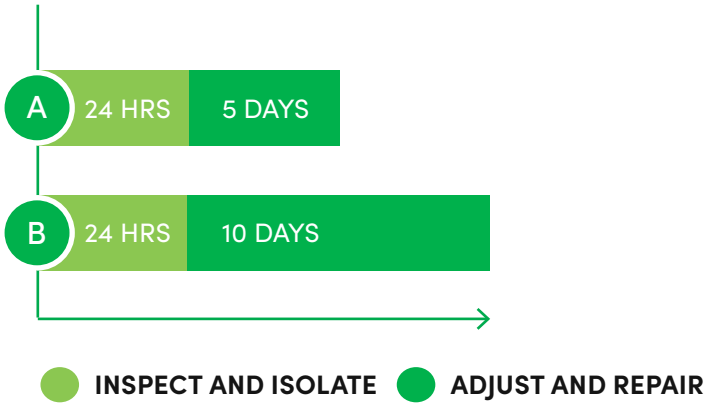 A 24 HRS 5 DAYS
B 24 HRS 10 DAYS
INSPECT AND ISOLATE ADJUST AND REPAIR